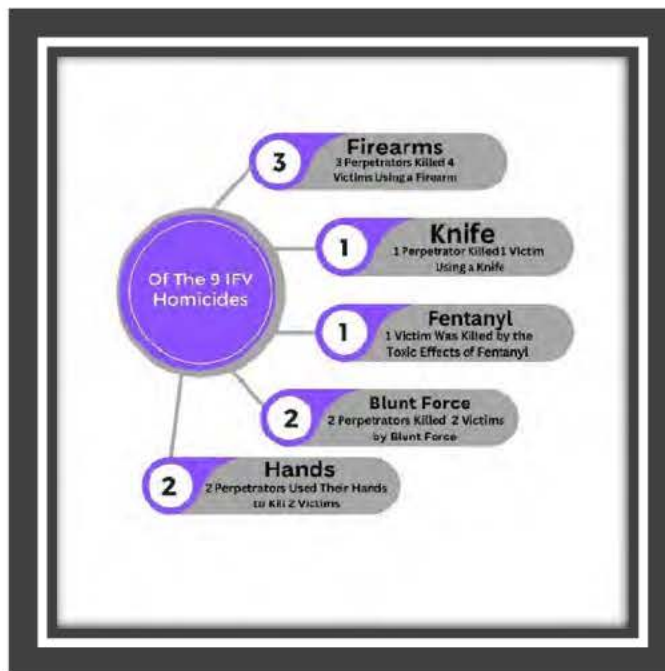 3
Firearms
3 Perpetrators Killed 4
Victims Using a Firearm
1
Knife
1 Perpetrator Killed 1 Victim
Using a Knife
Of The 9 IFV
Homicides
1
Fentanyl
1 Victim Was Killed by the
Toxic Effects of Fentanyl
2
Blunt Force
2 Perpetrators Killed 2 Victims
by Blunt Force
2
Hands
2 Perpetrators Used Their Hands
to Kill 2 Victims